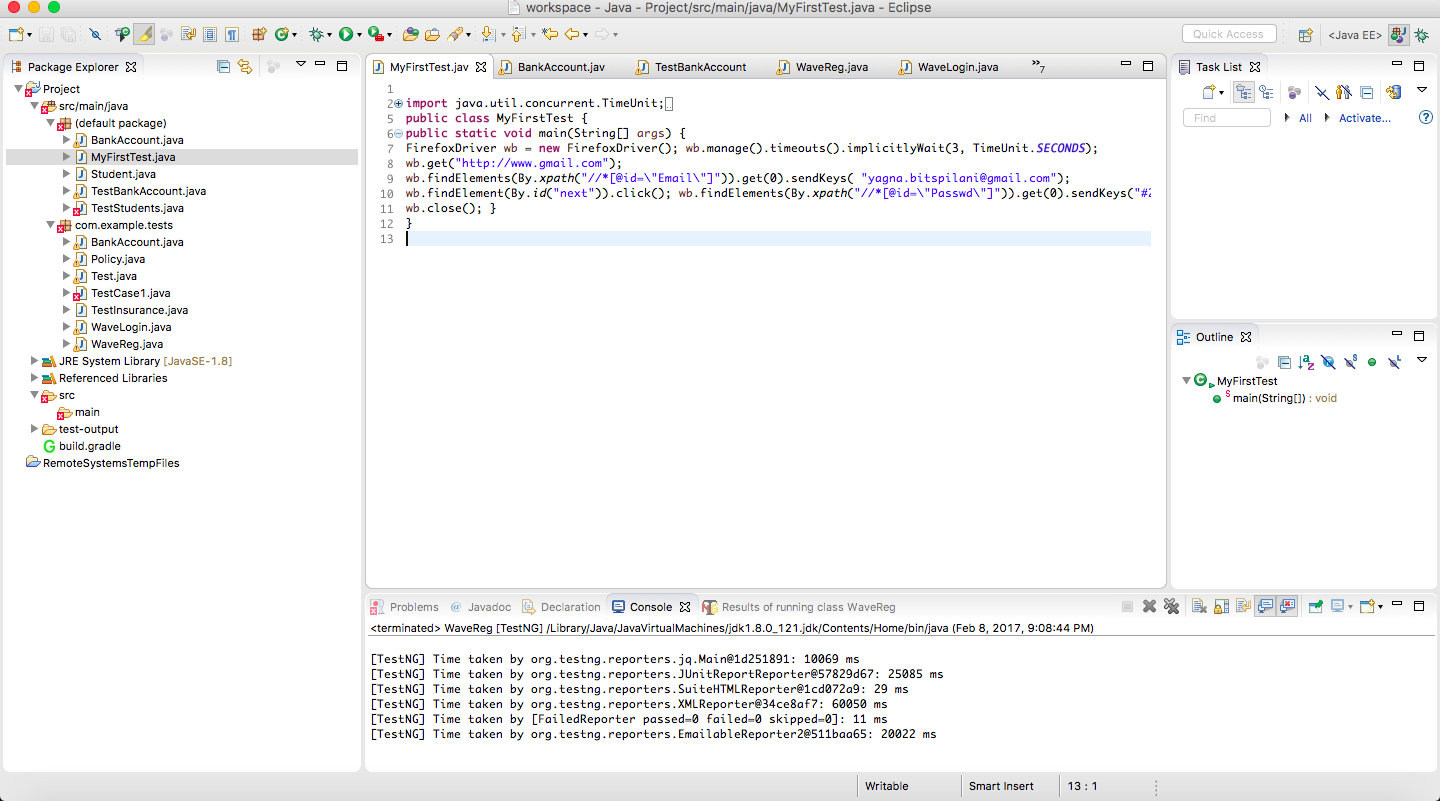 workspace - Java - Project/src/main/java/MyFirstTest.java - Eclipse
Quick Access
<Java EE>
Java
Package Explorer
Project
src/main/java
(default package)
BankAccount.java
MyFirstTest.java
Student.java
TestBankAccount.java
TestStudents.java
com.example.tests
BankAccount.java
Policy.java
Test.java
TestCase1.java
TestInsurance.java
WaveLogin.java
WaveReg.java
JRE System Library [JavaSE-1.8]
Referenced Libraries
src
main
test-output
build.gradle
RemoteSystemsTempFiles
MyFirstTest.jav BankAccount.jav TestBankAccount WaveReg.java WaveLogin.java »7
1
2 import java.util.concurrent.TimeUnit;
5 public class MyFirstTest {
6 public static void main(String[] args) {
7 FirefoxDriver wb = new FirefoxDriver(); wb.manage().timeouts().implicitlyWait(3, TimeUnit.SECONDS);
8 wb.get("http://www.gmail.com");
9 wb.findElements(By.xpath("//*[@id=\"Email\"]")).get(0).sendKeys( "yagna.bitspilani@gmail.com");
10 wb.findElement(By.id("next")).click(); wb.findElements(By.xpath("//*[@id=\"Passwd\"]")).get(0).sendKeys("#2
11 wb.close(); }
12 }
13
Task List
Find All Activate...
Outline
MyFirstTest
main(String[]) : void
Problems Javadoc Declaration Console Results of running class WaveReg
<terminated> WaveReg [TestNG] /Library/Java/JavaVirtualMachines/jdk1.8.0_121.jdk/Contents/Home/bin/java (Feb 8, 2017, 9:08:44 PM)
[TestNG] Time taken by org.testng.reporters.jq.Main@1d251891: 10069 ms
[TestNG] Time taken by org.testng.reporters.JUnitReportReporter@57829d67: 25085 ms
[TestNG] Time taken by org.testng.reporters.SuiteHTMLReporter@1cd072a9: 29 ms
[TestNG] Time taken by org.testng.reporters.XMLReporter@34ce8af7: 60050 ms
[TestNG] Time taken by [FailedReporter passed=0 failed=0 skipped=0]: 11 ms
[TestNG] Time taken by org.testng.reporters.EmailableReporter2@511baa65: 20022 ms
Writable Smart Insert 13 : 1